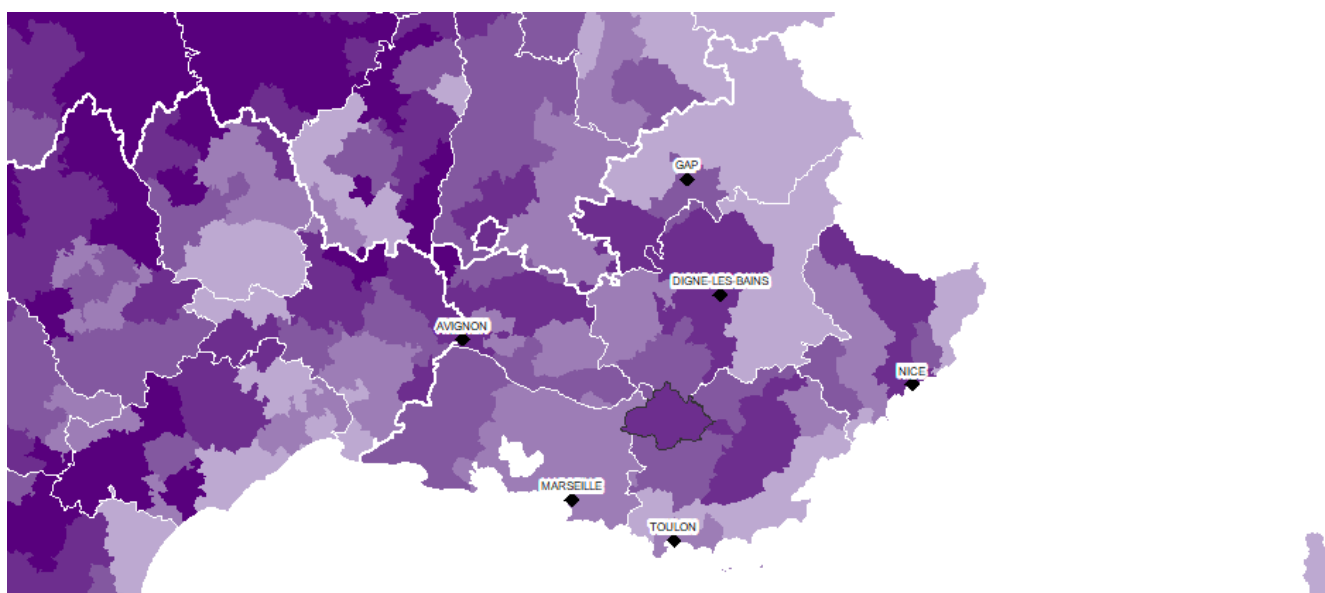 GAP
DIGNE-LES-BAINS
AVIGNON
NICE
MARSEILLE
TOULON